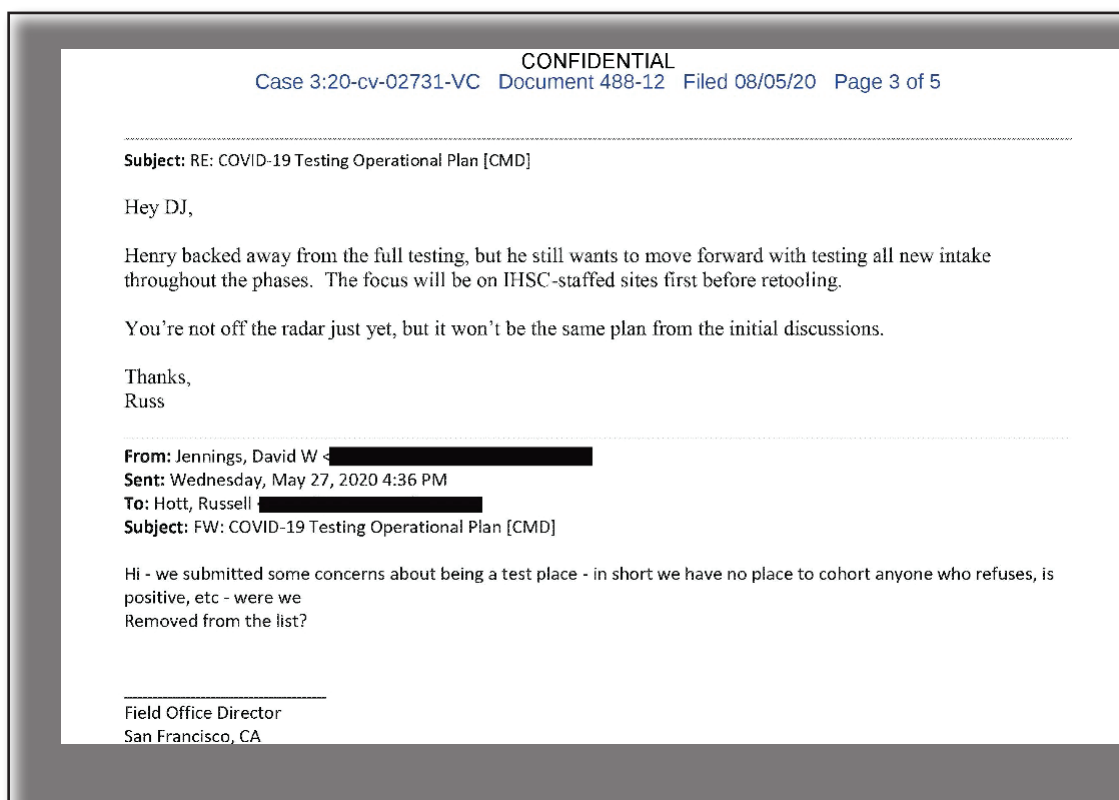 CONFIDENTIAL
Case 3:20-cv-02731-VC Document 488-12 Filed 08/05/20 Page 3 of 5
Subject: RE: COVID-19 Testing Operational Plan [CMD]
Hey DJ,
Henry backed away from the full testing, but he still wants to move forward with testing all new intake
throughout the phases. The focus will be on IHSC-staffed sites first before retooling.
You're not off the radar just yet, but it won't be the same plan from the initial discussions.
Thanks,
Russ
From: Jennings, David W <
Sent: Wednesday, May 27, 2020 4:36 PM
To: Hott, Russell
Subject: FW: COVID-19 Testing Operational Plan [CMD]
Hi - we submitted some concerns about being a test place - in short we have no place to cohort anyone who refuses, is
positive, etc - were we
Removed from the list?
Field Office Director
San Francisco, CA